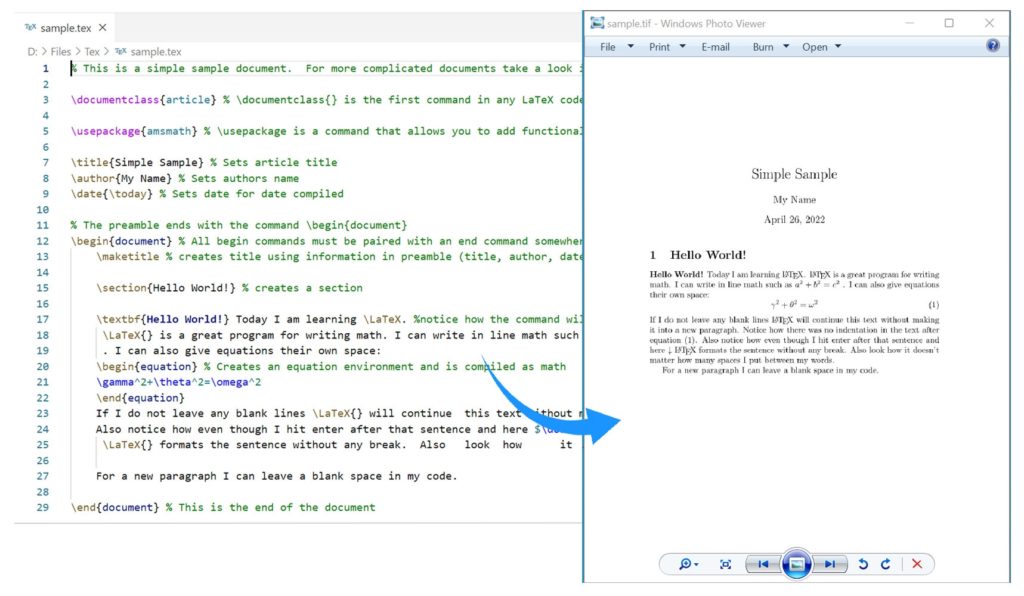 sample.tex
D: > Files > Tex > sample.tex
1 % This is a simple sample document. For more complicated documents take a look i
2
3 \documentclass{article} % \documentclass{} is the first command in any LaTeX code
4
5 \usepackage{amsmath} % \usepackage is a command that allows you to add functional
6
7 \title{Simple Sample} % Sets article title
8 \author{My Name} % Sets authors name
9 \date{\today} % Sets date for date compiled
10
11 % The preamble ends with the command \begin{document}
12 \begin{document} % All begin commands must be paired with an end command somewher
13 \maketitle % creates title using information in preamble (title, author, date
14
15 \section{Hello World!} % creates a section
16
17 \textbf{Hello World!} Today I am learning \LaTeX. %notice how the command wil
18 \LaTeX{} is a great program for writing math. I can write in line math such
19 . I can also give equations their own space:
20 \begin{equation} % Creates an equation environment and is compiled as math
21 \gamma^2+\theta^2=\omega^2
22 \end{equation}
23 If I do not leave any blank lines \LaTeX{} will continue this text without m
24 Also notice how even though I hit enter after that sentence and here $\do
25 \LaTeX{} formats the sentence without any break. Also look how it
26
27 For a new paragraph I can leave a blank space in my code.
28
29 \end{document} % This is the end of the document
sample.tif - Windows Photo Viewer
File Print E-mail Burn Open
Simple Sample
My Name
April 26, 2022
1 Hello World!
Hello World! Today I am learning LaTeX. LaTeX is a great program for writing
math. I can write in line math such as a² + b² = c² . I can also give equations
their own space:
γ² + θ² = ω² (1)
If I do not leave any blank lines LaTeX will continue this text without making
it into a new paragraph. Notice how there was no indentation in the text after
equation (1). Also notice how even though I hit enter after that sentence and
here ↓ LaTeX formats the sentence without any break. Also look how it doesn't
matter how many spaces I put between my words.
For a new paragraph I can leave a blank space in my code.